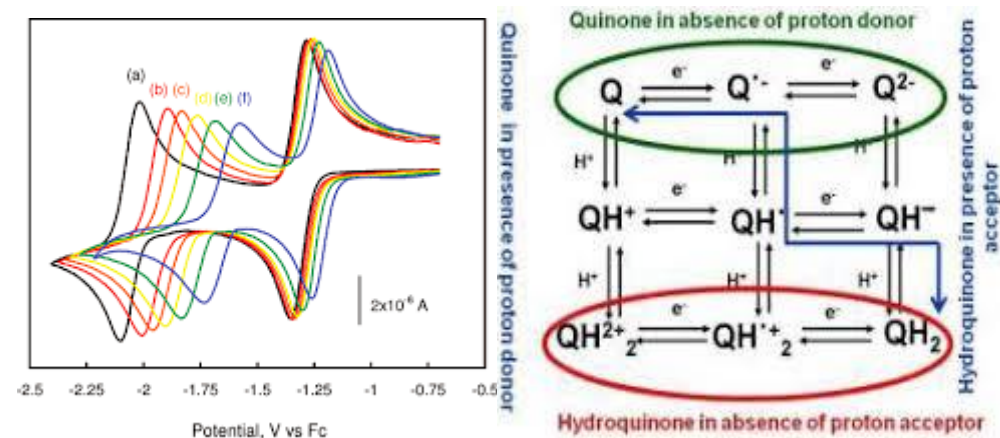 (a)
(b) (c)
(d) (e) (f)
2x10⁻⁶ A
-2.5 -2.25 -2 -1.75 -1.5 -1.25 -1 -0.75 -0.5
Potential, V vs Fc
Quinone in presence of proton donor
Quinone in absence of proton donor
e⁻ e⁻
Q Q˙⁻ Q²⁻
H⁺ H H
e⁻ e⁻
QH⁺ QH˙ QH⁻
H⁺ H⁺ H⁺
e⁻ e⁻
QH²⁺₂ QH˙⁺₂ QH₂
Hydroquinone in absence of proton acceptor
Hydroquinone in presence of proton
acceptor